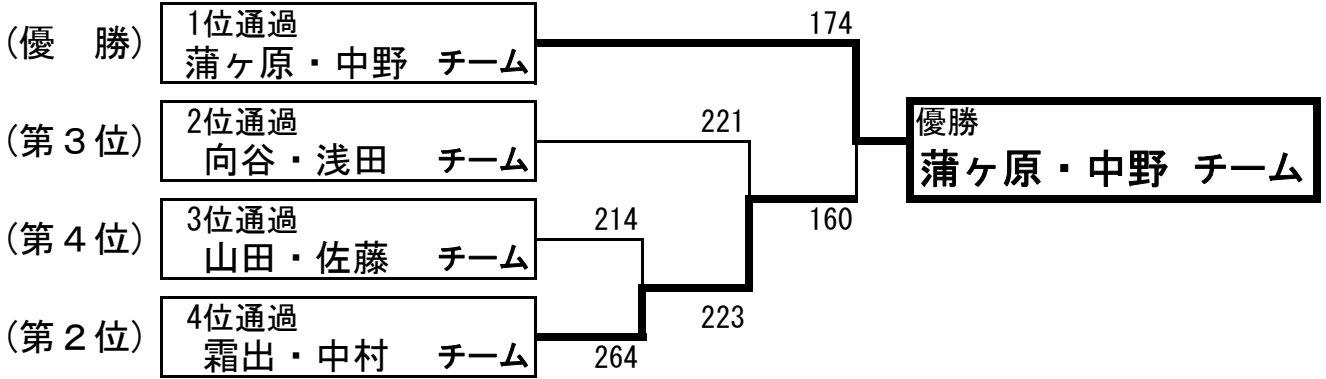 (優　勝)
1位通過
蒲ヶ原・中野　チーム
174
(第３位)
2位通過
向谷・浅田　チーム
221
優勝
蒲ヶ原・中野　チーム
(第４位)
3位通過
山田・佐藤　チーム
214
160
(第２位)
4位通過
霜出・中村　チーム
264
223